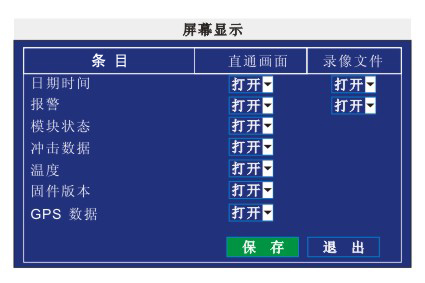 屏幕显示
条 目 直通画面 录像文件
日期时间 打开 打开
报警 打开 打开
模块状态 打开
冲击数据 打开
温度 打开
固件版本 打开
GPS 数据 打开
保 存 退 出